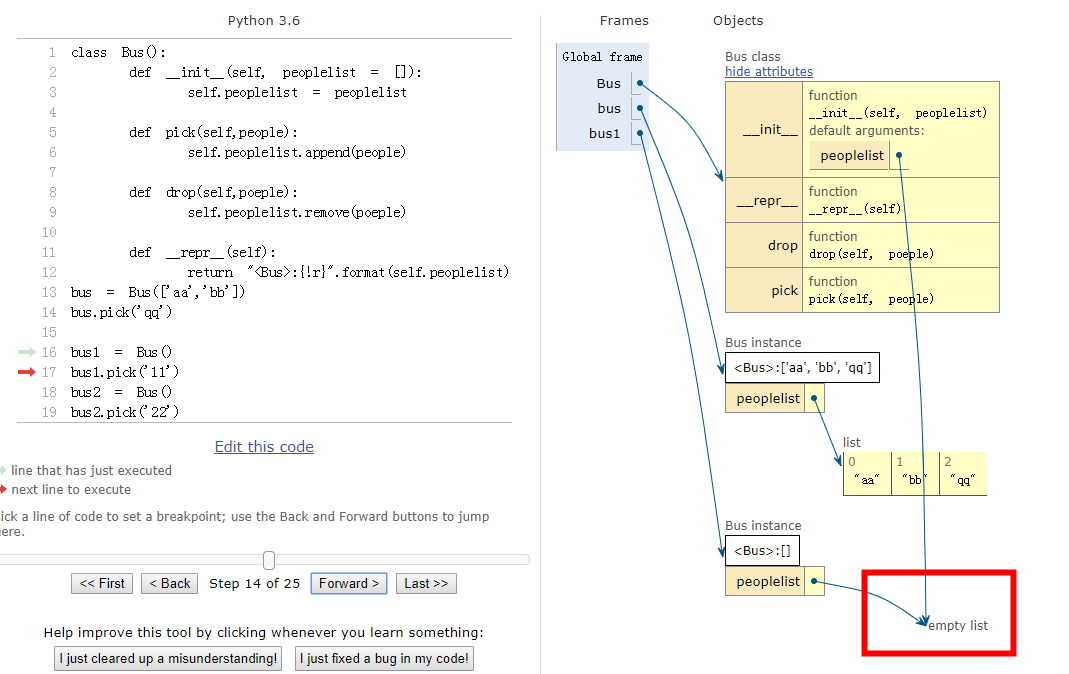 Python 3.6
1 class Bus():
2 def __init__(self, peoplelist = []):
3 self.peoplelist = peoplelist
4
5 def pick(self,people):
6 self.peoplelist.append(people)
7
8 def drop(self,poeple):
9 self.peoplelist.remove(poeple)
10
11 def __repr__(self):
12 return "<Bus>:{!r}".format(self.peoplelist)
13 bus = Bus(['aa','bb'])
14 bus.pick('qq')
15
16 bus1 = Bus()
17 bus1.pick('11')
18 bus2 = Bus()
19 bus2.pick('22')
Edit this code
line that has just executed
next line to execute
ick a line of code to set a breakpoint; use the Back and Forward buttons to jump
ere.
<< First < Back Step 14 of 25 Forward > Last >>
Help improve this tool by clicking whenever you learn something:
I just cleared up a misunderstanding! I just fixed a bug in my code!
Frames Objects
Global frame
Bus
bus
bus1
Bus class
hide attributes
__init__
function
__init__(self, peoplelist)
default arguments:
peoplelist
__repr__
function
__repr__(self)
drop
function
drop(self, poeple)
pick
function
pick(self, people)
Bus instance
<Bus>:['aa', 'bb', 'qq']
peoplelist
list
0 1 2
"aa" "bb" "qq"
Bus instance
<Bus>:[]
peoplelist
empty list